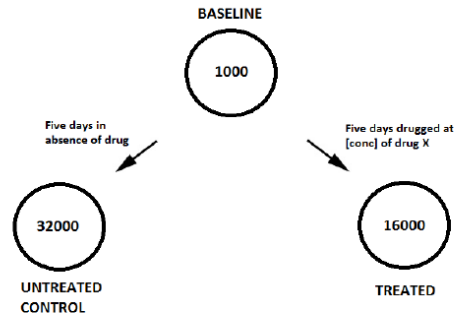 BASELINE
1000
Five days in
absence of drug
Five days drugged at
[conc] of drug X
32000
16000
UNTREATED
CONTROL
TREATED